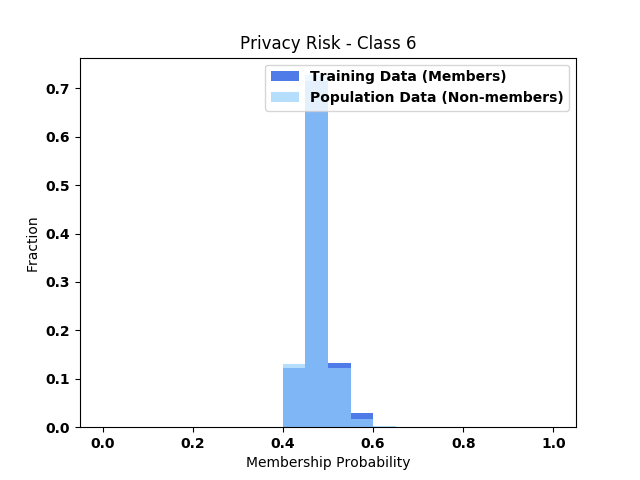 Privacy Risk - Class 6
Training Data (Members)
Population Data (Non-members)
0.7
0.6
0.5
0.4
0.3
0.2
0.1
0.0
Fraction
0.0 0.2 0.4 0.6 0.8 1.0
Membership Probability